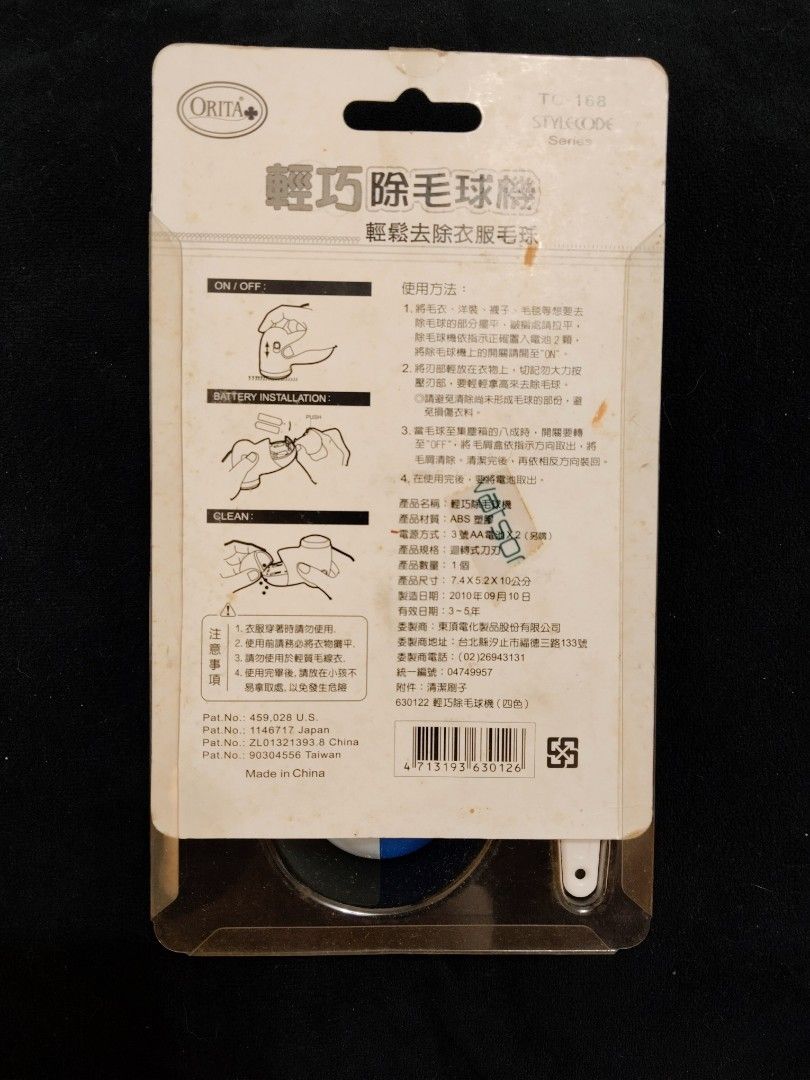 ORITA
TC-168
STYLECODE
Series
輕巧除毛球機
輕鬆去除衣服毛球
ON / OFF :
BATTERY INSTALLATION :
PUSH
CLEAN :
注意事項
1. 衣服穿著時請勿使用.
2. 使用前請務必將衣物攤平.
3. 請勿使用於輕質毛線衣.
4. 使用完畢後, 請放在小孩不
易拿取處, 以免發生危險
Pat.No.: 459,028 U.S.
Pat.No.: 1146717 Japan
Pat.No.: ZL01321393.8 China
Pat.No.: 90304556 Taiwan
Made in China
使用方法：
1. 將毛衣、洋裝、襪子、毛毯等想要去
除毛球的部分攤平，皺摺處請拉平，
除毛球機依指示正確置入電池2顆，
將除毛球機上的開關請開至"ON"。
2. 將刃部輕放在衣物上，切記勿大力按
壓刃部，要輕輕拿高來去除毛球。
◎請避免清除尚未形成毛球的部份，避
免損傷衣料。
3. 當毛球至集塵箱的八成時，開關要轉
至"OFF"，將毛屑盒依指示方向取出，將
毛屑清除。清潔完後，再依相反方向裝回。
4. 在使用完後，要將電池取出。
產品名稱：輕巧除毛球機
產品材質：ABS 塑膠
電源方式：3號AA電池X2 (另購)
產品規格：迴轉式刀刃
產品數量：1個
產品尺寸：7.4X5.2X10公分
製造日期：2010年09月10日
有效日期：3~5年
委製商：東頂電化製品股份有限公司
委製商地址：台北縣汐止市福德三路133號
委製商電話：(02)26943131
統一編號：04749957
附件：清潔刷子
630122 輕巧除毛球機 (四色)
4 713193 630126